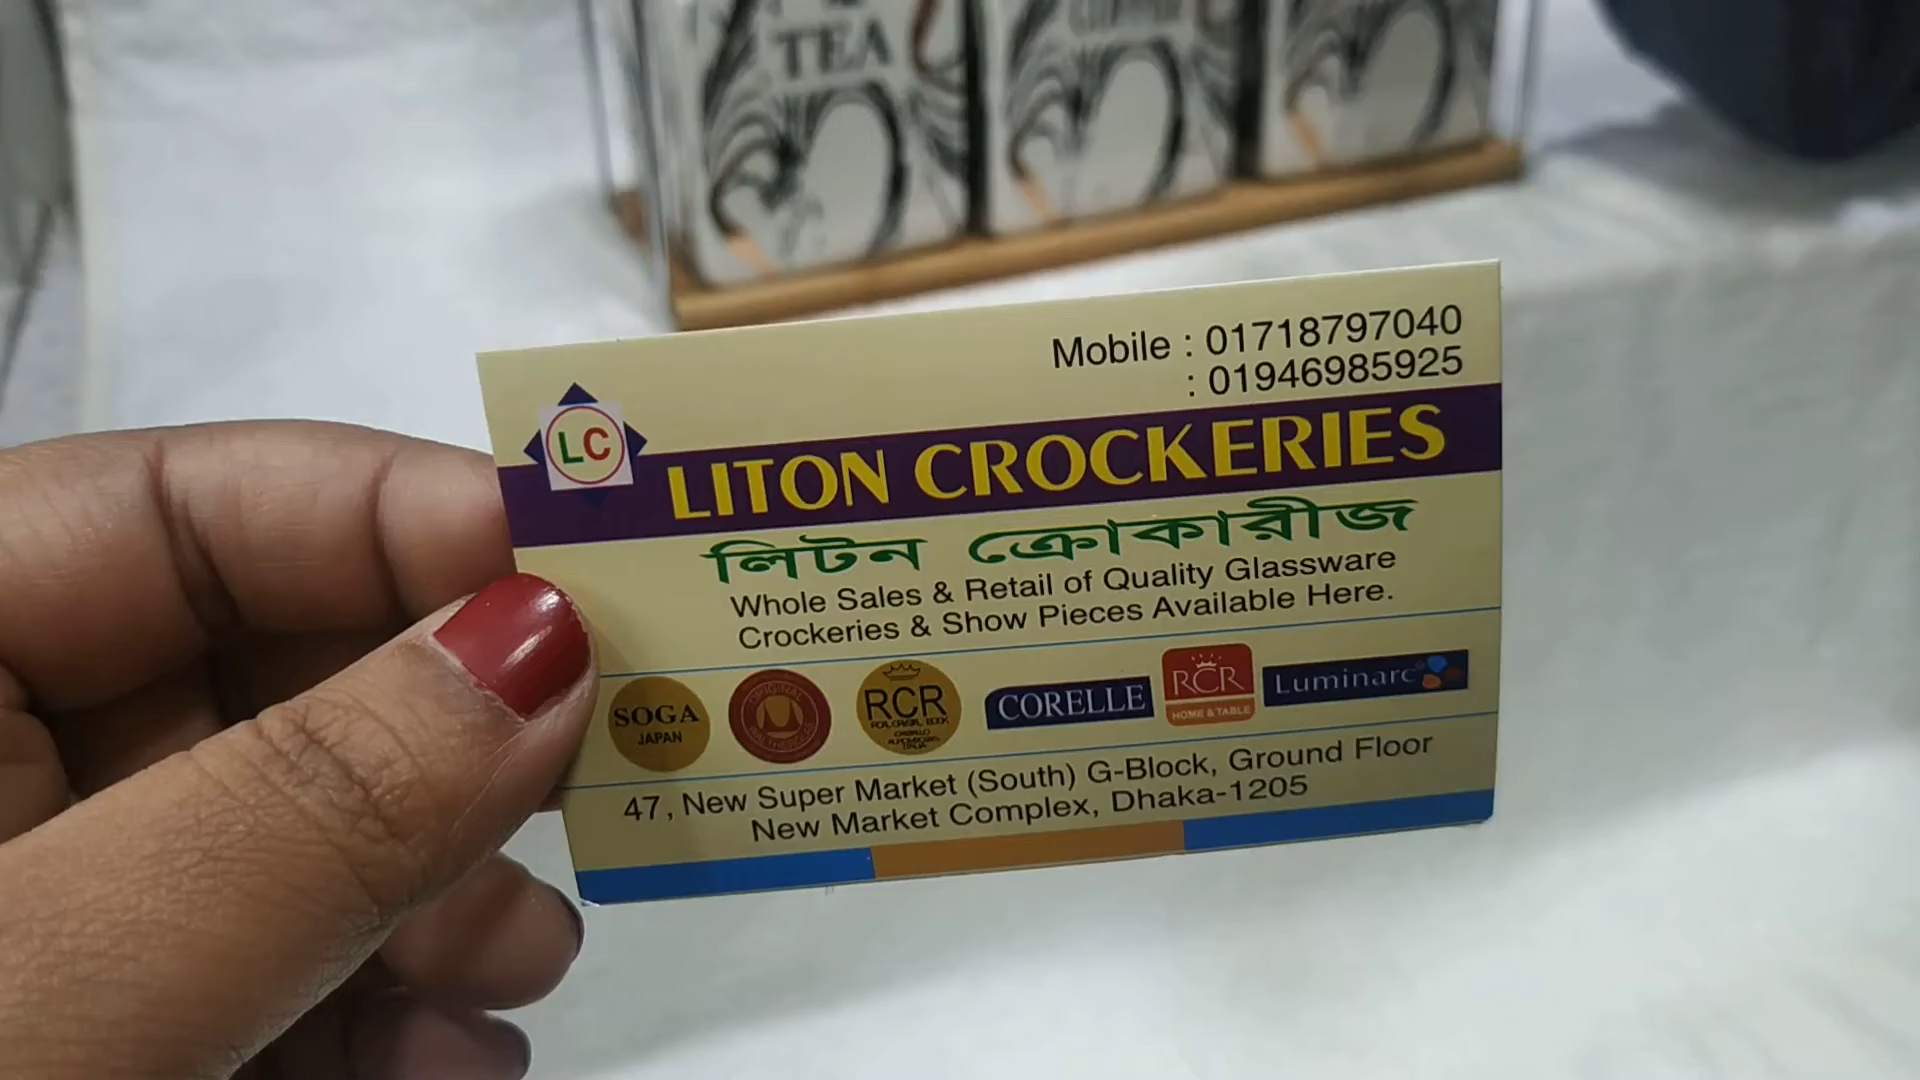 TEA
Mobile : 01718797040
: 01946985925
LC
LITON CROCKERIES
লিটন ক্রোকারীজ
Whole Sales & Retail of Quality Glassware
Crockeries & Show Pieces Available Here.
SOGA
JAPAN
ORIGINAL
RCR
CORELLE
RCR
HOME & TABLE
Luminarc
47, New Super Market (South) G-Block, Ground Floor
New Market Complex, Dhaka-1205